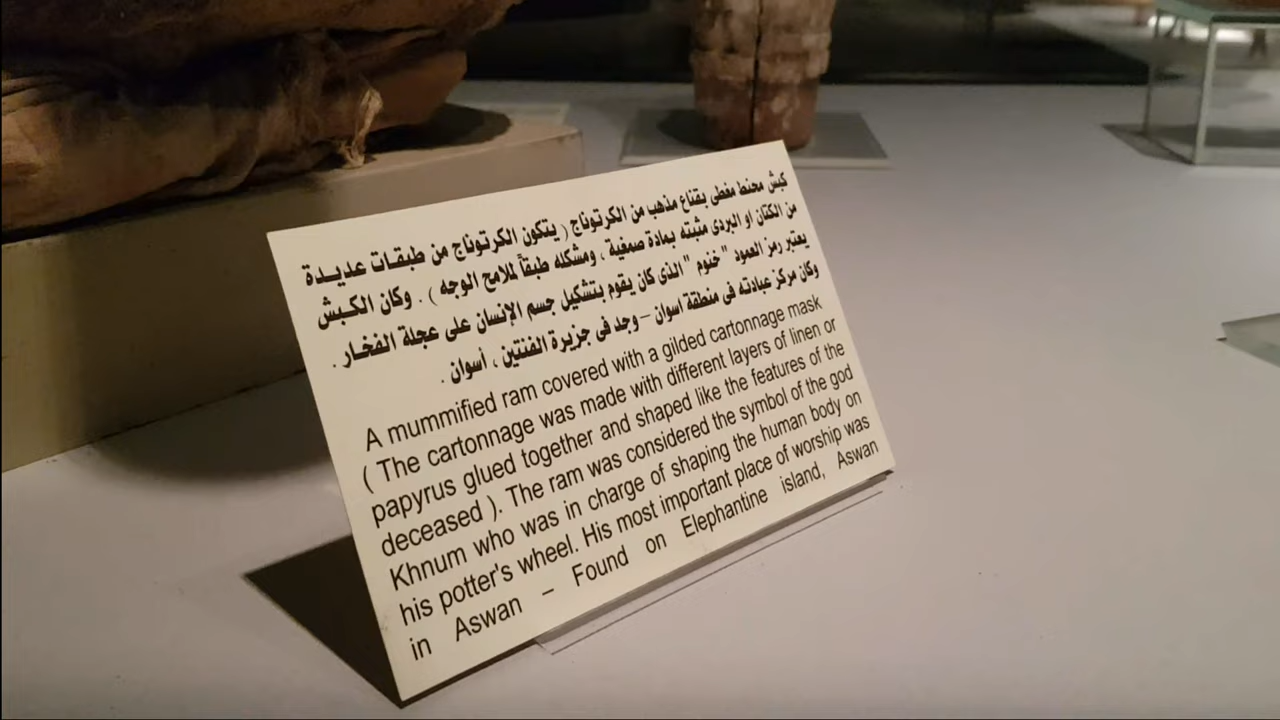 كبش محنط مغطى بقناع مذهب من الكرتوناج ( يتكون الكرتوناج من طبقات عديدة
من الكتان او البردى مثبته بمادة صمغية ، ومشكله طبقاً لملامح الوجه ) . وكان الكبش
يعتبر رمز المعبود " خنوم " الذى كان يقوم بتشكيل جسم الإنسان على عجلة الفخار .
وكان مركز عبادته فى منطقة اسوان – وجد فى جزيرة الفنتين ، أسوان .
A mummified ram covered with a gilded cartonnage mask
( The cartonnage was made with different layers of linen or
papyrus glued together and shaped like the features of the
deceased ). The ram was considered the symbol of the god
Khnum who was in charge of shaping the human body on
his potter's wheel. His most important place of worship was
in Aswan – Found on Elephantine island, Aswan